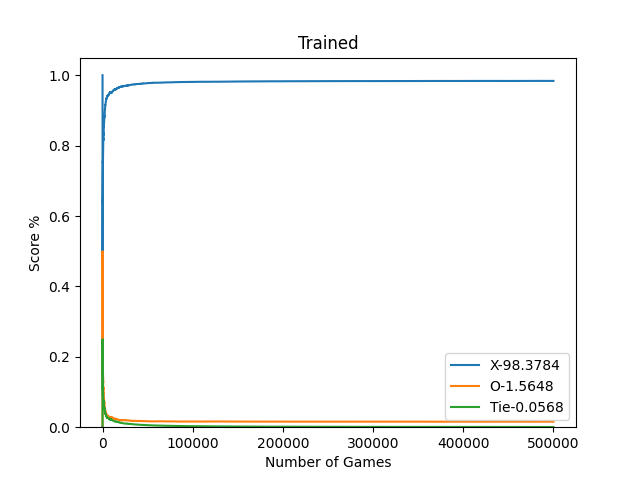 Trained
1.0
0.8
0.6
0.4
0.2
0.0
Score %
0
100000
200000
300000
400000
500000
Number of Games
X-98.3784
O-1.5648
Tie-0.0568